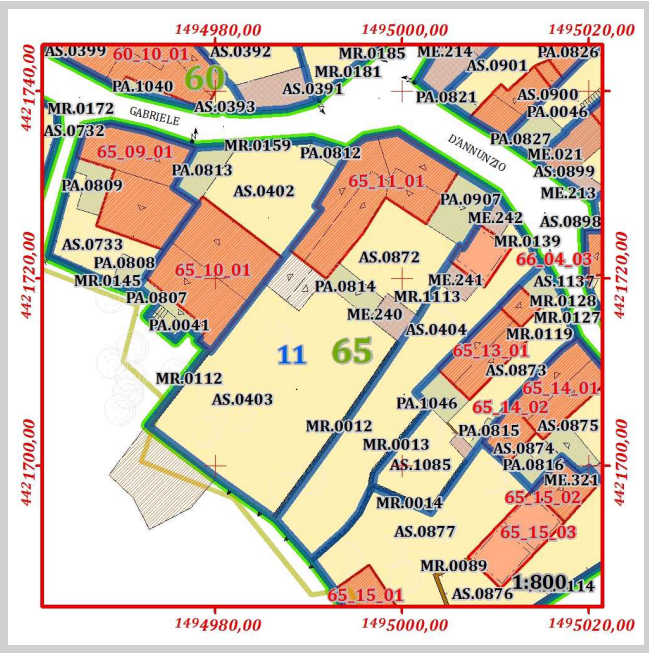 1494980,00 1495000,00 1495020,00
AS.0399 60_10_01 AS.0392 MR.0185 ME.214 PA.0826
MR.0181 AS.0901
4421740,00 PA.1040 60 AS.0391 PA.0821 AS.0900 4421740,00
MR.0172 AS.0393 PA.0046
GABRIELE
AS.0732 D'ANNUNZIO PA.0827
65_09_01 MR.0159 PA.0812 ME.021
PA.0813 AS.0899
PA.0809 AS.0402 65_11_01 PA.0907 ME.213
ME.242 AS.0898
AS.0733 MR.0139
PA.0808 65_10_01 AS.0872 66_04_03
4421720,00 MR.0145 PA.0814 ME.241 AS.1137 4421720,00
PA.0807 MR.1113 MR.0128
PA.0041 ME.240 AS.0404 MR.0127
MR.0119
11 65 65_13_01
MR.0112 AS.0873
AS.0403 PA.1046 65_14_01
65_14_02
MR.0012 PA.0815 AS.0875
MR.0013 AS.0874
4421700,00 AS.1085 PA.0816 4421700,00
ME.321
MR.0014 65_15_02
AS.0877 65_15_03
MR.0089
1:800 114
65_15_01 AS.0876
1494980,00 1495000,00 1495020,00